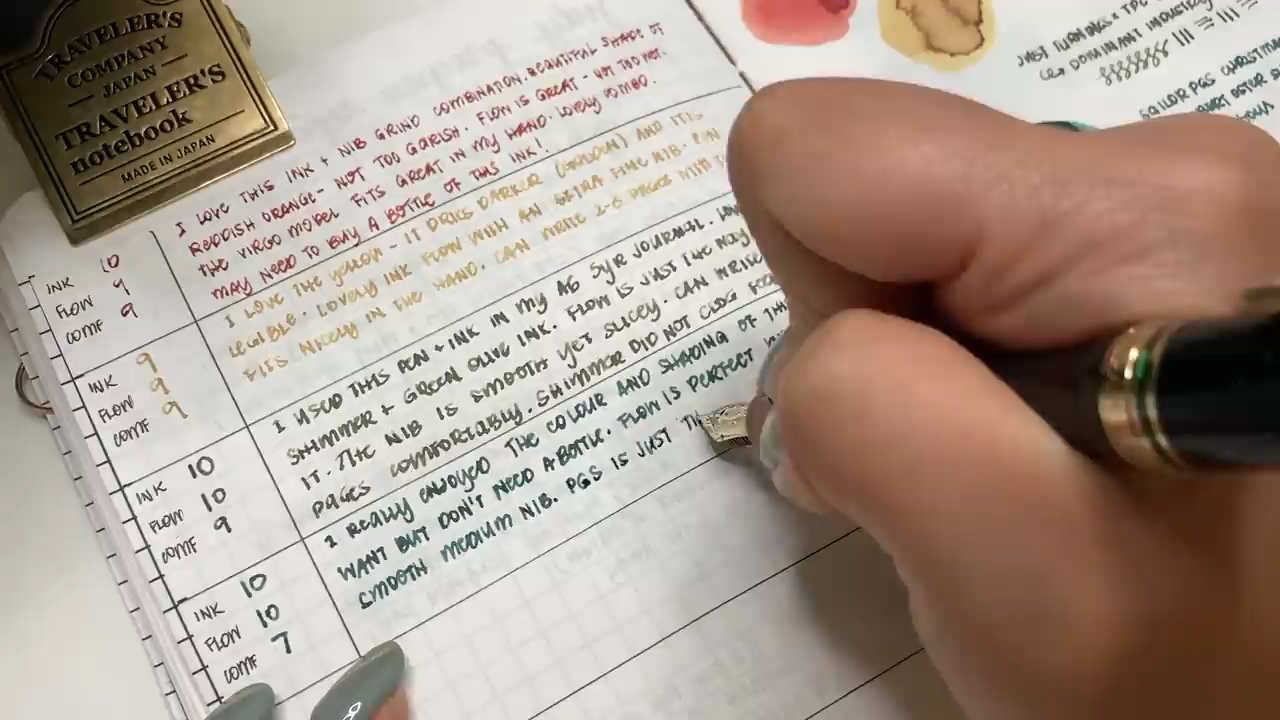 TRAVELER'S
COMPANY
JAPAN
TRAVELER'S
notebook
MADE IN JAPAN
INK 10
FLOW 9
COMF 9
I LOVE THIS INK + NIB GRIND COMBINATION. BEAUTIFUL SHADE OF
REDDISH ORANGE - NOT TOO GARISH. FLOW IS GREAT - NOT TOO WET.
THE VIRGO MODEL FITS GREAT IN MY HAND. LOVELY COMBO.
MAY NEED TO BUY A BOTTLE OF THIS INK!
INK 9
FLOW 9
COMF 9
I LOVE THE YELLOW - IT DRIES DARKER (GOLDEN) AND IT IS
LEGIBLE. LOVELY INK FLOW WITH AN EXTRA FINE NIB. PEN
FITS NICELY IN THE HAND. CAN WRITE 2-3 PAGES
INK 10
FLOW 10
COMF 9
I USED THIS PEN + INK IN MY A6 5YR JOURNAL.
SHIMMER + GREEN OLIVE INK. FLOW IS JUST THE WAY
IT. THE NIB IS SMOOTH YET SLICEY. CAN WRITE
PAGES COMFORTABLY. SHIMMER DID NOT CLOG
INK 10
FLOW 10
COMF 7
I REALLY ENJOYED THE COLOUR AND SHADING OF THIS
WANT BUT DON'T NEED A BOTTLE. FLOW IS PERFECT
SMOOTH MEDIUM NIB. PGS IS JUST
DOMINANT INDUSTRY
SAILOR PGS CHRISTMAS